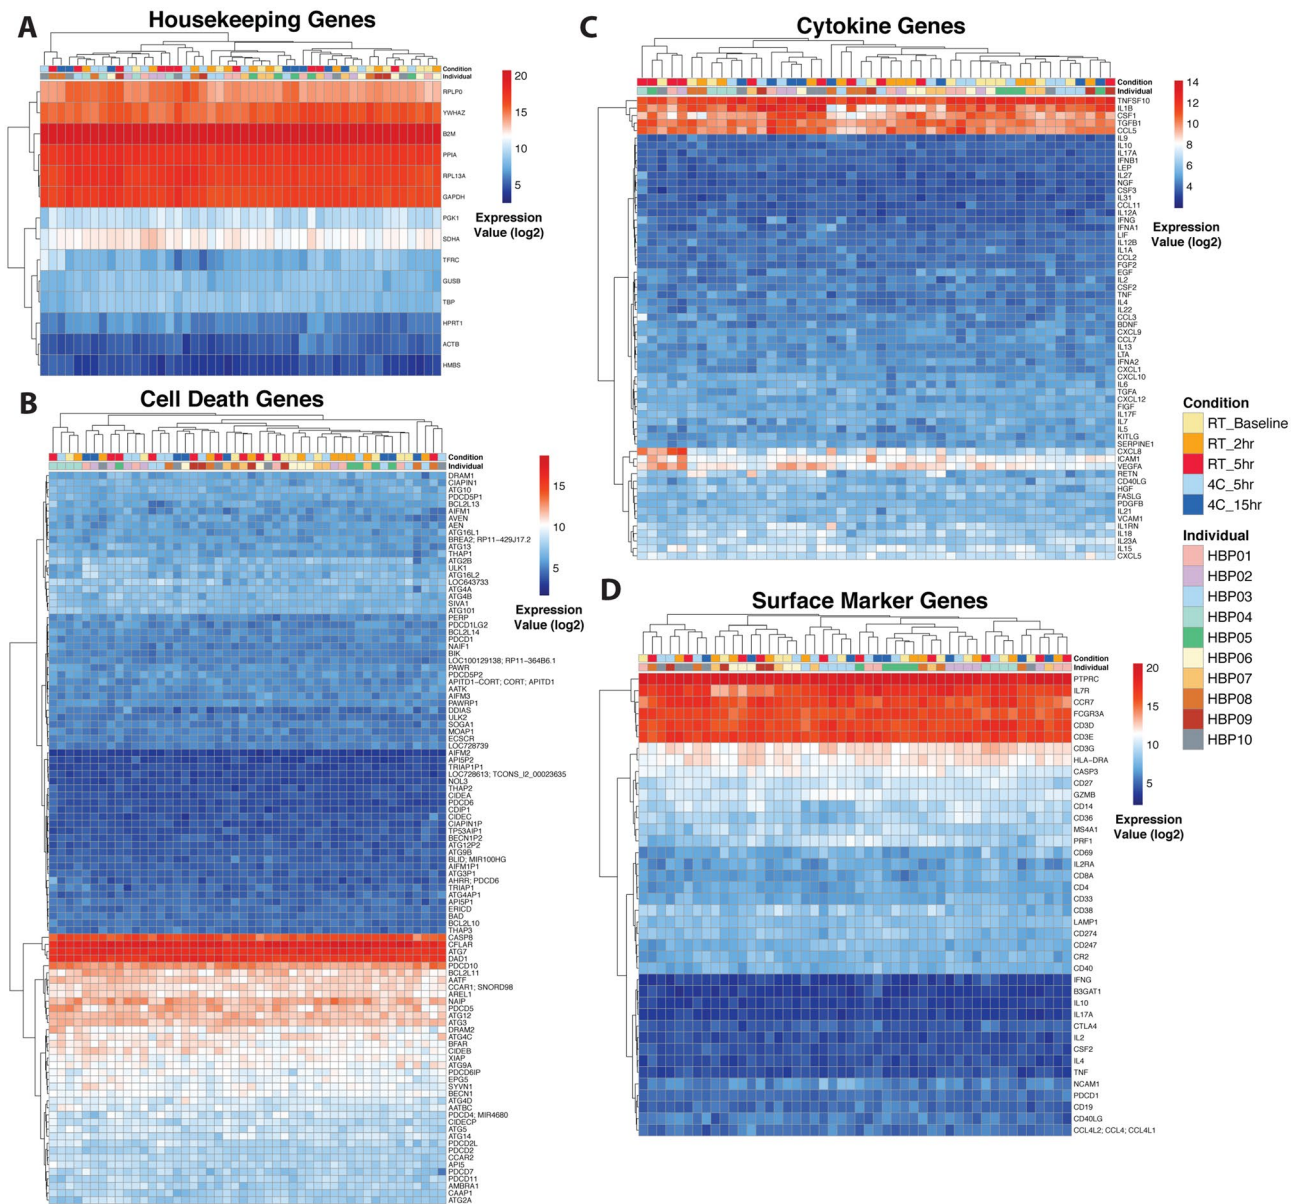 A
Housekeeping Genes
Condition
Individual
RPLP0
YWHAZ
B2M
PPIA
RPL13A
GAPDH
PGK1
SDHA
TFRC
GUSB
TBP
HPRT1
ACTB
HMBS
20
15
10
5
Expression
Value (log2)
B
Cell Death Genes
Condition
Individual
DRAM1
CIAPIN1
ATG10
PDCD5P1
BCL2L13
AIFM1
AVEN
AEN
ATG16L1
BREA2; RP11-429J17.2
ATG13
THAP1
ATG2B
ULK1
ATG16L2
LOC643733
ATG4A
ATG4B
SIVA1
ATG101
PERP
PDCD1LG2
BCL2L14
PDCD1
NAIF1
BIK
LOC100129138; RP11-364B6.1
PAWR
PDCD5P2
APITD1-CORT; CORT; APITD1
AATK
AIFM3
PAWRP1
DDIAS
ULK2
SOGA1
MOAP1
ECSCR
LOC728739
AIFM2
API5P2
TRIAP1P1
LOC728613; TCONS_l2_00023635
NOL3
THAP2
CIDEA
PDCD6
CDIP1
CIDEC
CIAPIN1P
TP53AIP1
BECN1P2
ATG12P2
ATG9B
BLID; MIR100HG
AIFM1P1
ATG3P1
AHRR; PDCD6
TRIAP1
ATG4AP1
API5P1
ERICD
BAD
BCL2L10
THAP3
CASP8
CFLAR
ATG7
DAD1
PDCD10
BCL2L11
AATF
CCAR1; SNORD98
AREL1
NAIP
PDCD5
ATG12
ATG3
DRAM2
ATG4C
BFAR
CIDEB
XIAP
ATG9A
PDCD6IP
EPG5
SYVN1
BECN1
ATG4D
AATBC
PDCD4; MIR4680
CIDECP
ATG5
ATG14
PDCD2L
PDCD2
CCAR2
API5
PDCD7
PDCD11
AMBRA1
CAAP1
ATG2A
15
10
5
Expression
Value (log2)
C
Cytokine Genes
Condition
Individual
TNFSF10
IL1B
CSF1
TGFB1
CCL5
IL9
IL10
IL17A
IFNB1
LEP
IL27
NGF
CSF3
IL31
CCL11
IL12A
IFNG
IFNA1
LIF
IL12B
IL1A
CCL2
FGF2
EGF
IL2
CSF2
TNF
IL4
IL22
CCL3
BDNF
CXCL9
CCL7
IL13
LTA
IFNA2
CXCL1
CXCL10
IL6
TGFA
CXCL12
FIGF
IL17F
IL7
IL5
KITLG
SERPINE1
CXCL8
ICAM1
VEGFA
RETN
CD40LG
HGF
FASLG
PDGFB
IL21
VCAM1
IL1RN
IL18
IL23A
IL15
CXCL5
14
12
10
8
6
4
Expression
Value (log2)
Condition
RT_Baseline
RT_2hr
RT_5hr
4C_5hr
4C_15hr
Individual
HBP01
HBP02
HBP03
HBP04
HBP05
HBP06
HBP07
HBP08
HBP09
HBP10
D
Surface Marker Genes
Condition
Individual
PTPRC
IL7R
CCR7
FCGR3A
CD3D
CD3E
CD3G
HLA-DRA
CASP3
CD27
GZMB
CD14
CD36
MS4A1
PRF1
CD69
IL2RA
CD8A
CD4
CD33
CD38
LAMP1
CD274
CD247
CR2
CD40
IFNG
B3GAT1
IL10
IL17A
CTLA4
IL2
CSF2
IL4
TNF
NCAM1
PDCD1
CD19
CD40LG
CCL4L2; CCL4; CCL4L1
20
15
10
5
Expression
Value (log2)